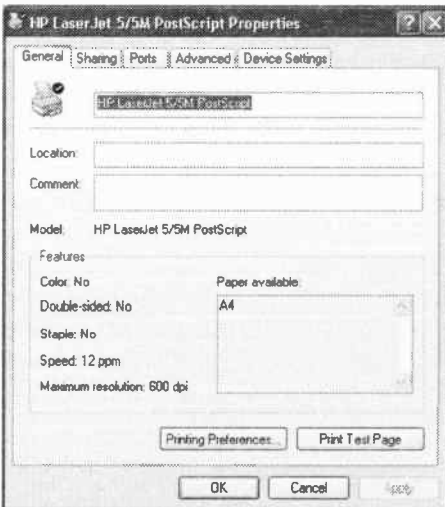 HP LaserJet 5/5M PostScript Properties
General Sharing Ports Advanced Device Settings
HP LaserJet 5/5M PostScript
Location:
Comment:
Model: HP LaserJet 5/5M PostScript
Features
Color: No
Paper available:
Double-sided: No
A4
Staple: No
Speed: 12 ppm
Maximum resolution: 600 dpi
Printing Preferences...
Print Test Page
OK
Cancel
Apply